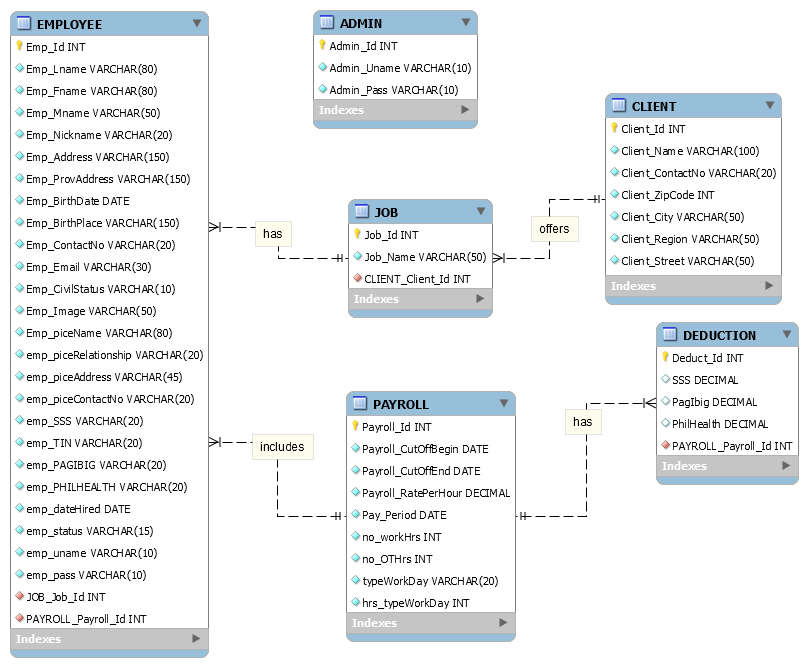 EMPLOYEE
Emp_Id INT
Emp_Lname VARCHAR(80)
Emp_Fname VARCHAR(80)
Emp_Mname VARCHAR(50)
Emp_Nickname VARCHAR(20)
Emp_Address VARCHAR(150)
Emp_ProvAddress VARCHAR(150)
Emp_BirthDate DATE
Emp_BirthPlace VARCHAR(150)
Emp_ContactNo VARCHAR(20)
Emp_Email VARCHAR(30)
Emp_CivilStatus VARCHAR(10)
Emp_Image VARCHAR(50)
Emp_piceName VARCHAR(80)
emp_piceRelationship VARCHAR(20)
emp_piceAddress VARCHAR(45)
emp_piceContactNo VARCHAR(20)
emp_SSS VARCHAR(20)
emp_TIN VARCHAR(20)
emp_PAGIBIG VARCHAR(20)
emp_PHILHEALTH VARCHAR(20)
emp_dateHired DATE
emp_status VARCHAR(15)
emp_uname VARCHAR(10)
emp_pass VARCHAR(10)
JOB_Job_Id INT
PAYROLL_Payroll_Id INT
Indexes
ADMIN
Admin_Id INT
Admin_Uname VARCHAR(10)
Admin_Pass VARCHAR(10)
Indexes
CLIENT
Client_Id INT
Client_Name VARCHAR(100)
Client_ContactNo VARCHAR(20)
Client_ZipCode INT
Client_City VARCHAR(50)
Client_Region VARCHAR(50)
Client_Street VARCHAR(50)
Indexes
has
JOB
Job_Id INT
Job_Name VARCHAR(50)
CLIENT_Client_Id INT
Indexes
offers
includes
PAYROLL
Payroll_Id INT
Payroll_CutOffBegin DATE
Payroll_CutOffEnd DATE
Payroll_RatePerHour DECIMAL
Pay_Period DATE
no_workHrs INT
no_OTHrs INT
typeWorkDay VARCHAR(20)
hrs_typeWorkDay INT
Indexes
has
DEDUCTION
Deduct_Id INT
SSS DECIMAL
PagIbig DECIMAL
PhilHealth DECIMAL
PAYROLL_Payroll_Id INT
Indexes